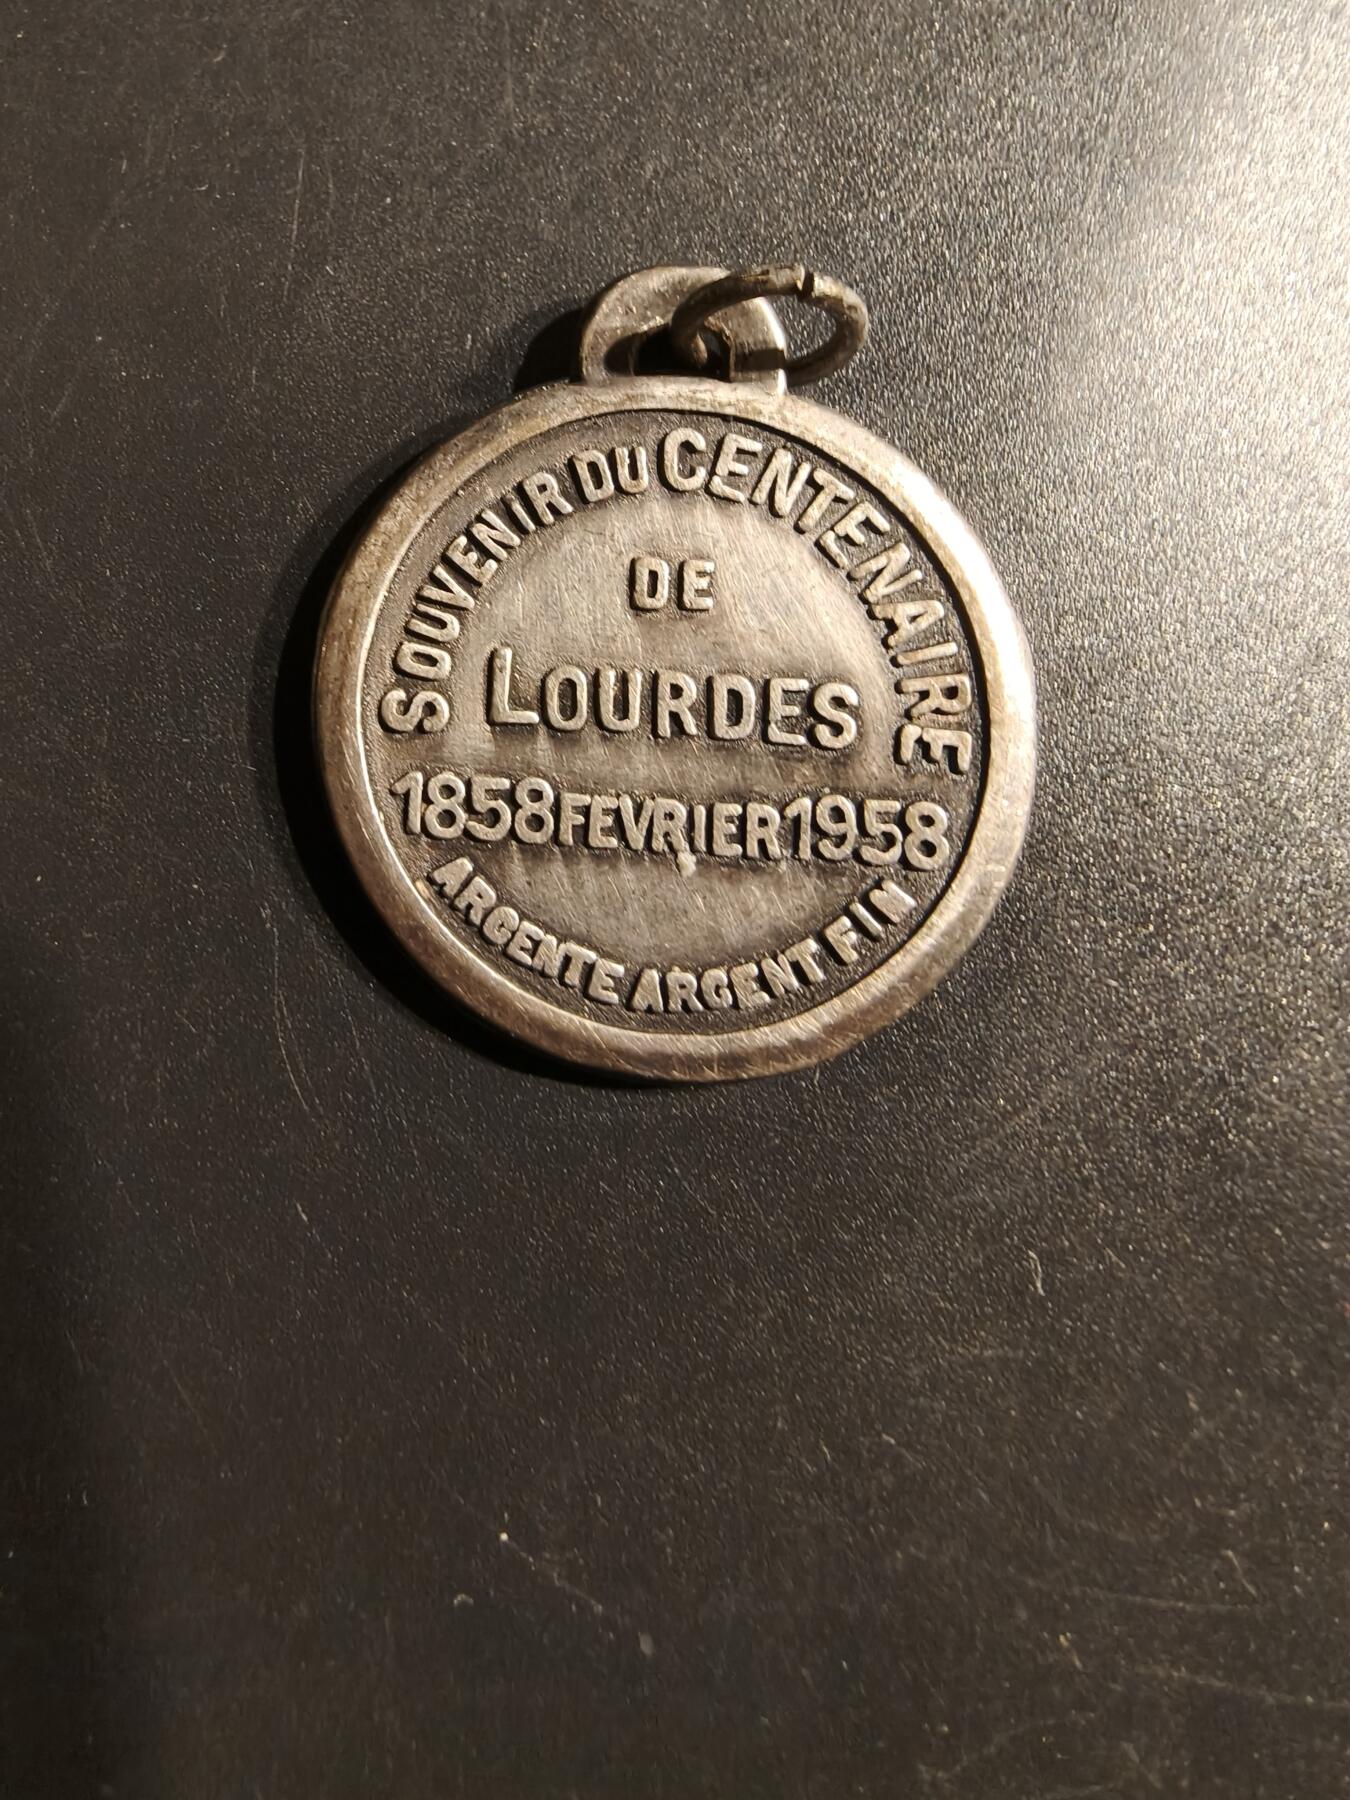 SOUVENIR DU CENTENAIRE
DE
LOURDES
1858 FEVRIER 1958
ARGENTE ARGENT FIN